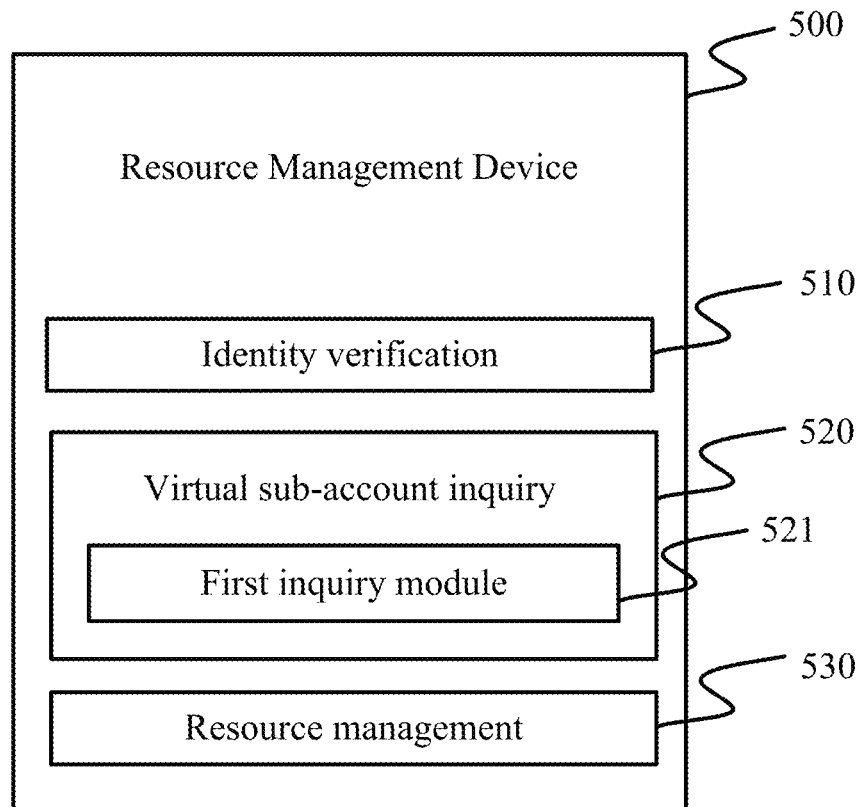 500
Resource Management Device
510
Identity verification
520
Virtual sub-account inquiry
521
First inquiry module
530
Resource management